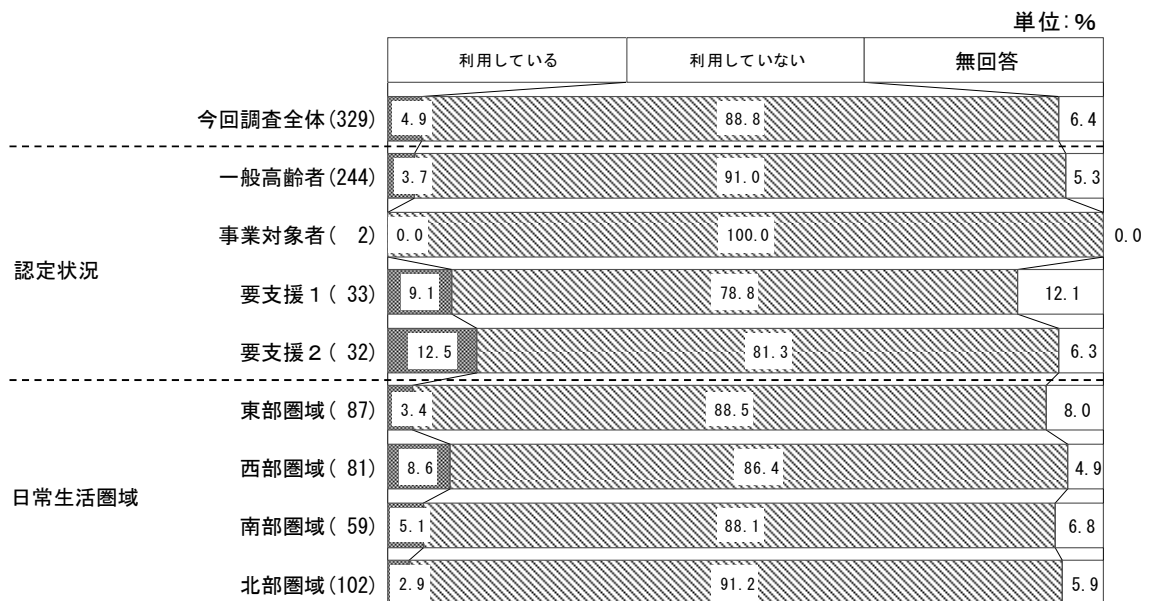 単位:%
利用している 利用していない 無回答
今回調査全体(329) 4.9 88.8 6.4
一般高齢者(244) 3.7 91.0 5.3
事業対象者( 2) 0.0 100.0 0.0
認定状況
要支援1( 33) 9.1 78.8 12.1
要支援2( 32) 12.5 81.3 6.3
東部圏域( 87) 3.4 88.5 8.0
西部圏域( 81) 8.6 86.4 4.9
日常生活圏域
南部圏域( 59) 5.1 88.1 6.8
北部圏域(102) 2.9 91.2 5.9